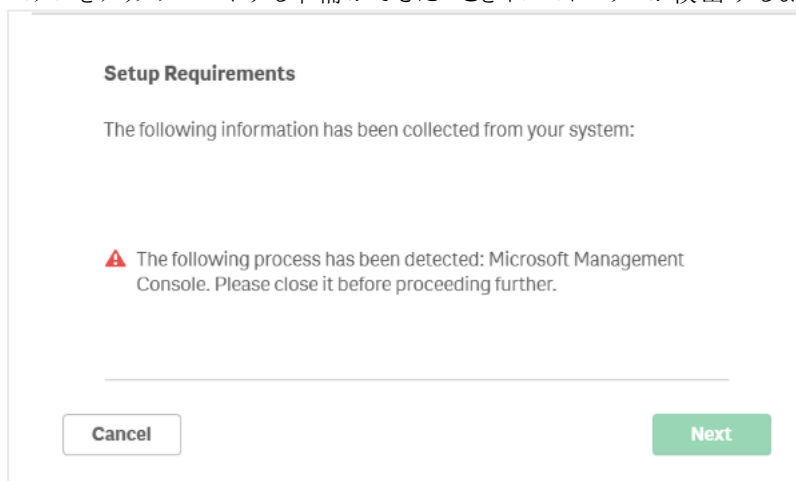 Setup Requirements
The following information has been collected from your system:
The following process has been detected: Microsoft Management
Console. Please close it before proceeding further.
Cancel
Next